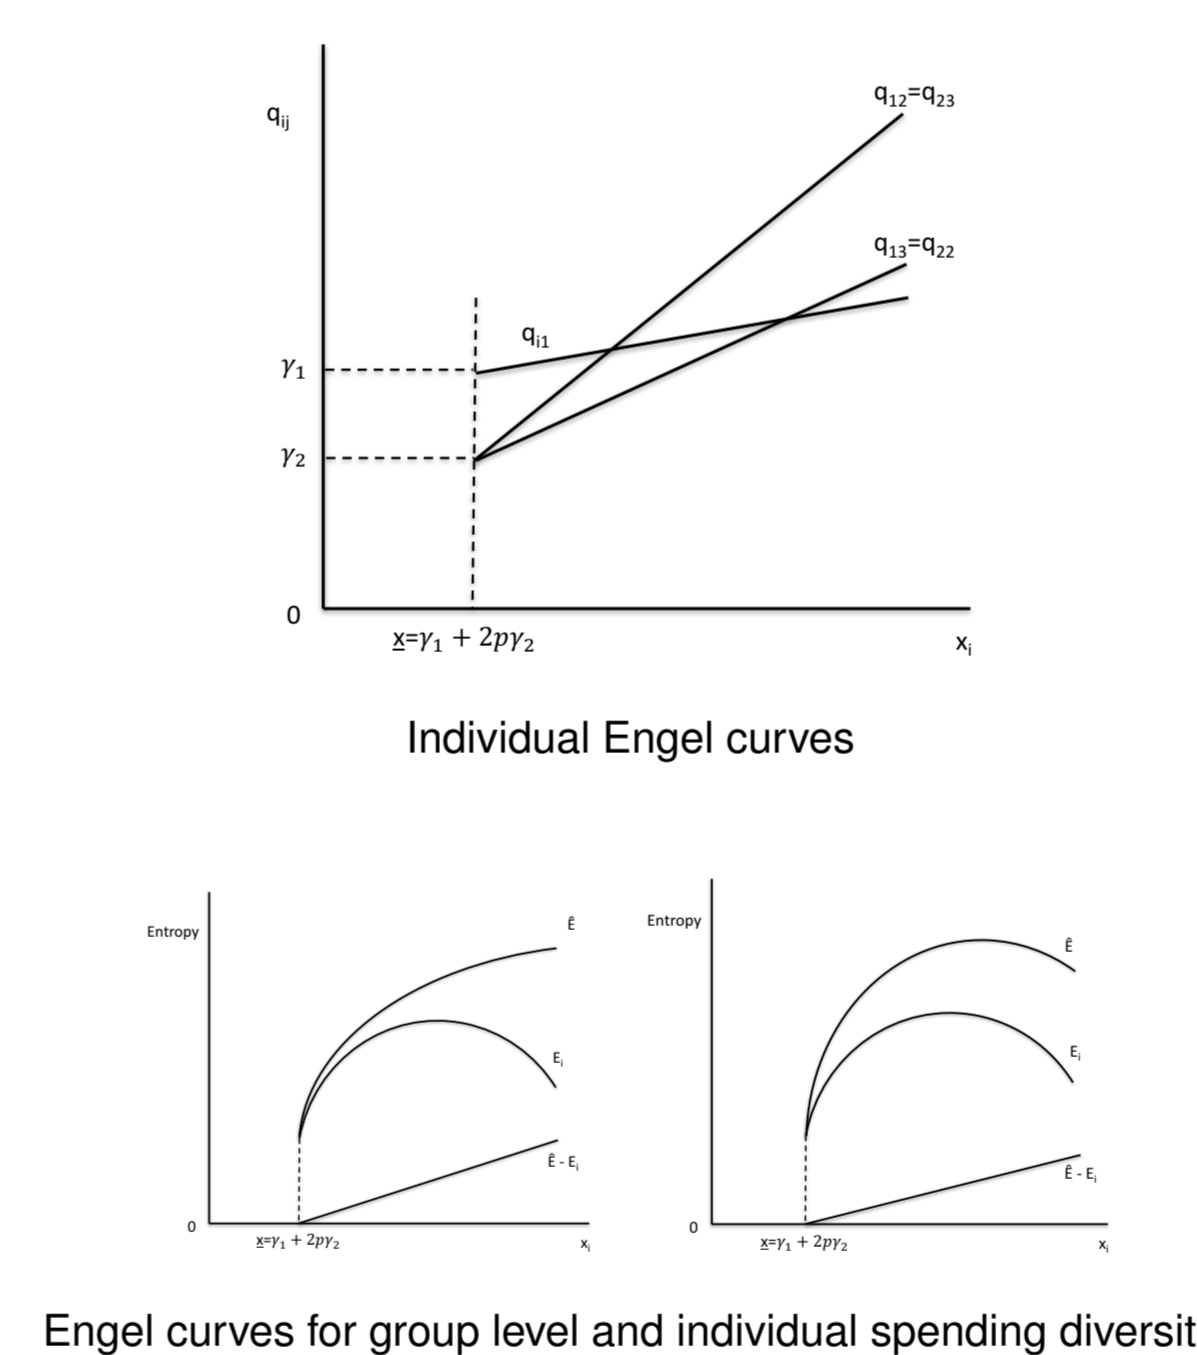 q₁₂=q₂₃
qᵢⱼ
q₁₃=q₂₂
qᵢ₁
γ₁
γ₂
0
x̲=γ₁ + 2pγ₂
xᵢ
Individual Engel curves
Entropy
Ê
Eᵢ
Ê - Eᵢ
0
x̲=γ₁ + 2pγ₂
xᵢ
Entropy
Ê
Eᵢ
Ê - Eᵢ
0
x̲=γ₁ + 2pγ₂
xᵢ
Engel curves for group level and individual spending diversit